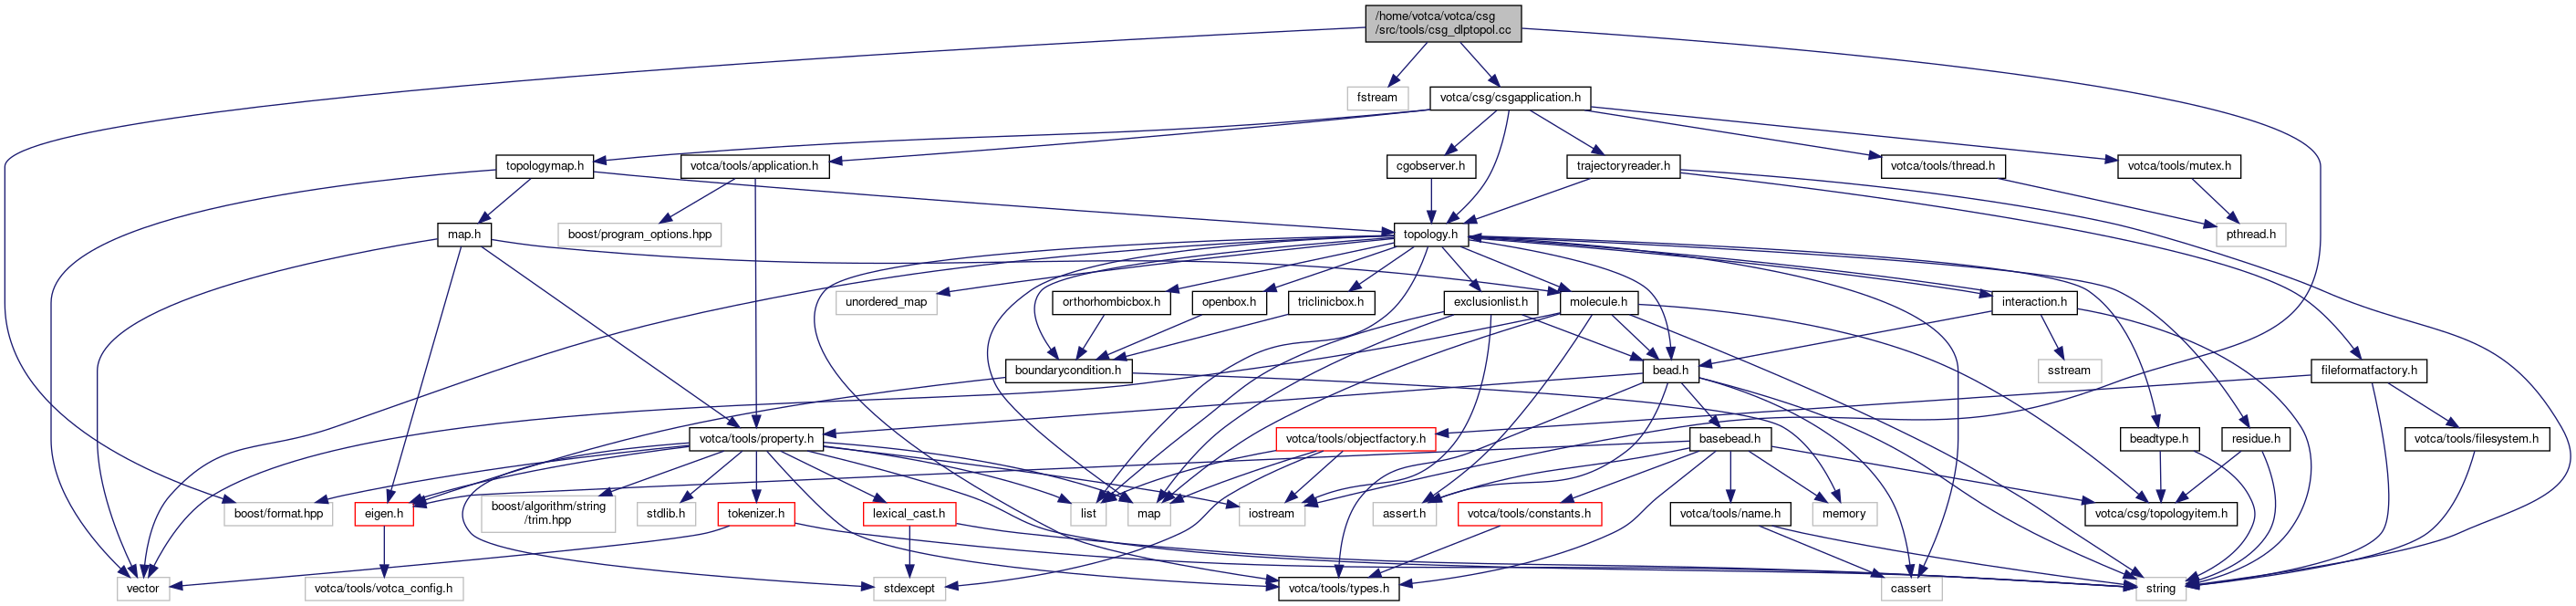 /home/votca/votca/csg
/src/tools/csg_dlptopol.cc
fstream
votca/csg/csgapplication.h
topologymap.h
votca/tools/application.h
cgobserver.h
trajectoryreader.h
votca/tools/thread.h
votca/tools/mutex.h
map.h
boost/program_options.hpp
topology.h
pthread.h
unordered_map
orthorhombicbox.h
openbox.h
triclinicbox.h
exclusionlist.h
molecule.h
interaction.h
boundarycondition.h
bead.h
sstream
fileformatfactory.h
votca/tools/property.h
votca/tools/objectfactory.h
basebead.h
beadtype.h
residue.h
votca/tools/filesystem.h
boost/format.hpp
eigen.h
boost/algorithm/string
/trim.hpp
stdlib.h
tokenizer.h
lexical_cast.h
list
map
iostream
assert.h
votca/tools/constants.h
votca/tools/name.h
memory
votca/csg/topologyitem.h
vector
votca/tools/votca_config.h
stdexcept
votca/tools/types.h
cassert
string